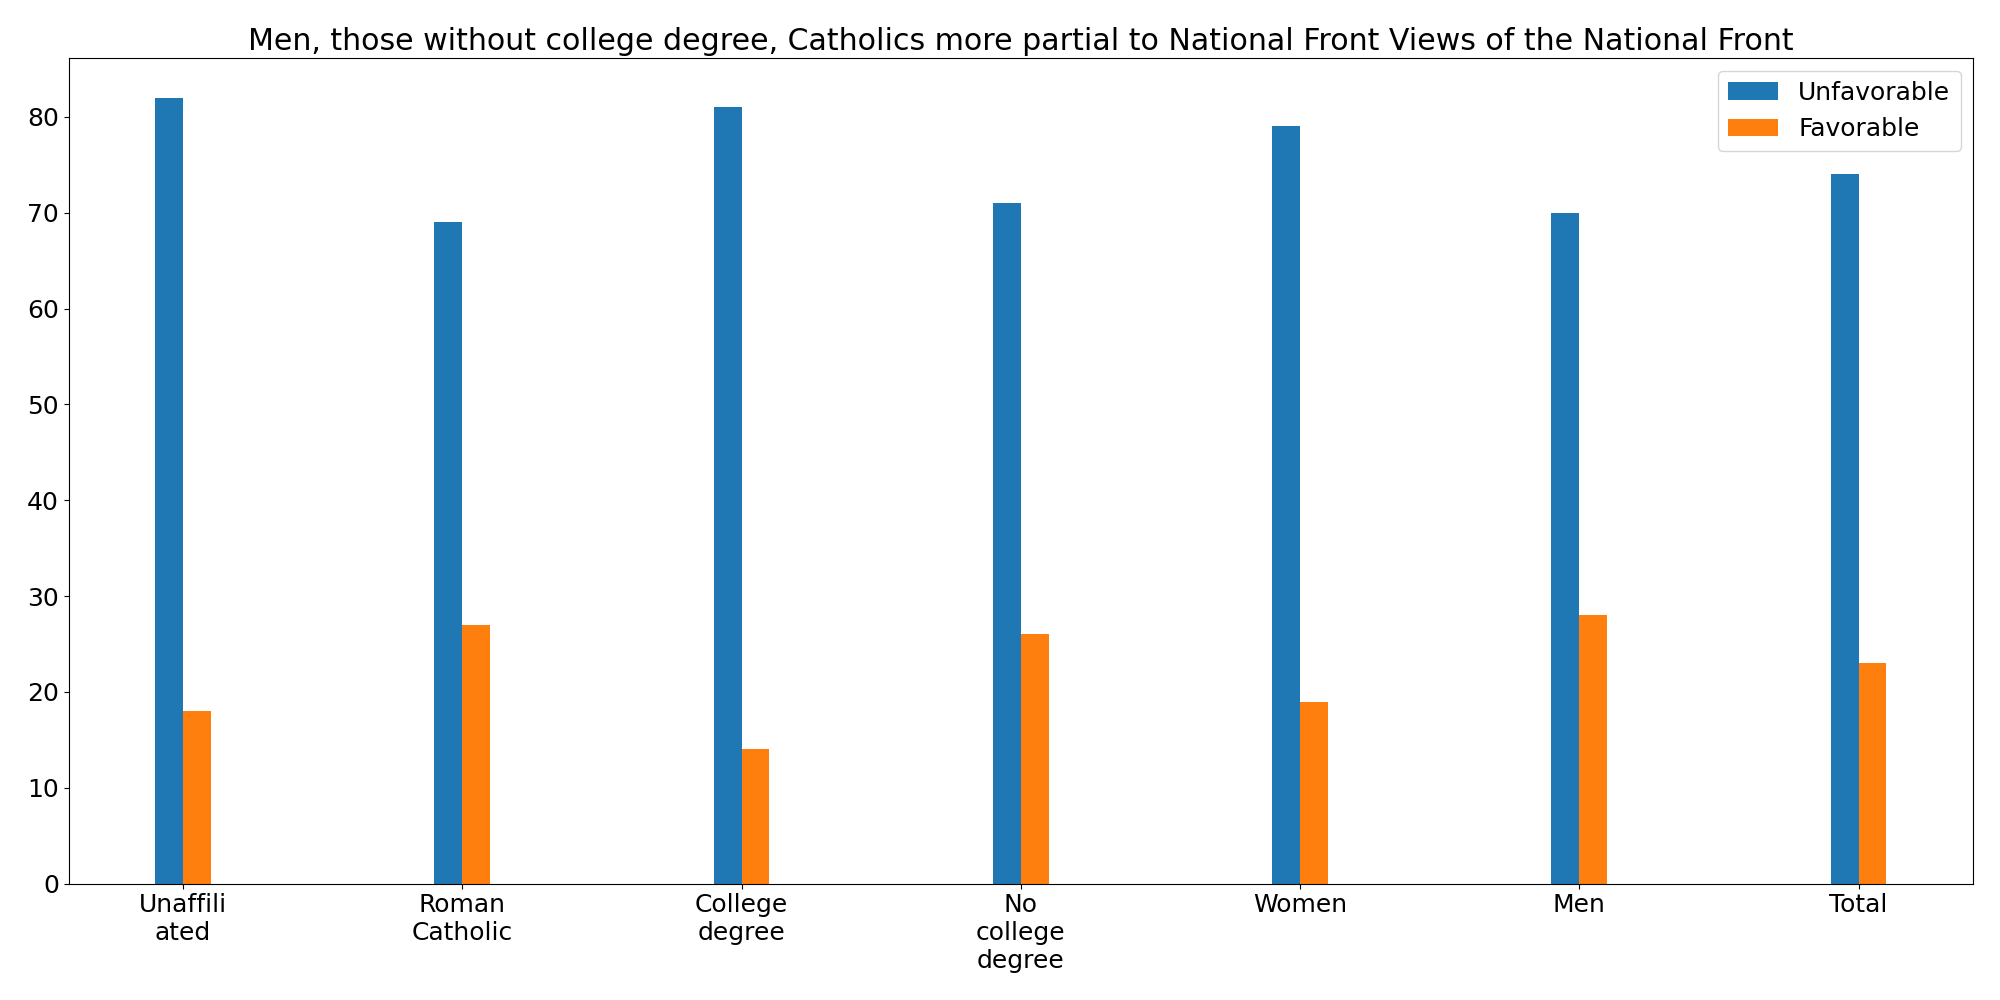 Men, those without college degree, Catholics more partial to National Front Views of the National Front
Unfavorable
Favorable
80
70
60
50
40
30
20
10
0
Unaffili
ated
Roman
Catholic
College
degree
No
college
degree
Women
Men
Total